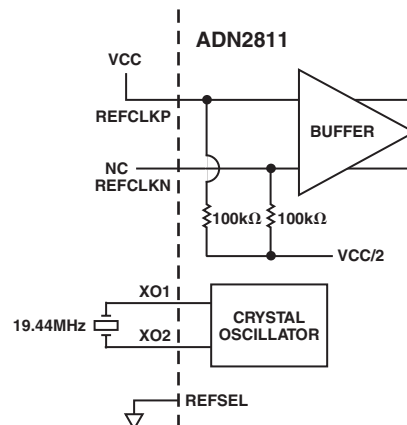 ADN2811
VCC
REFCLKP
BUFFER
NC
REFCLKN
100kΩ 100kΩ
VCC/2
XO1
19.44MHz
XO2
CRYSTAL
OSCILLATOR
REFSEL